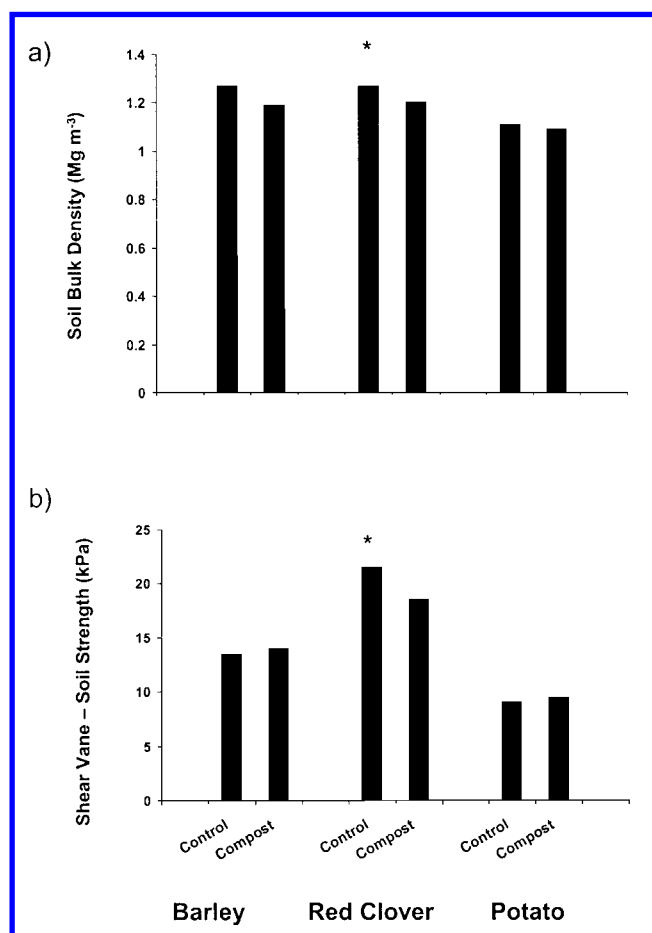 a)
*
Soil Bulk Density (Mg m⁻³)
1.4
1.2
1
0.8
0.6
0.4
0.2
0
b)
*
Shear Vane – Soil Strength (kPa)
25
20
15
10
5
0
Control Compost Control Compost Control Compost
Barley Red Clover Potato